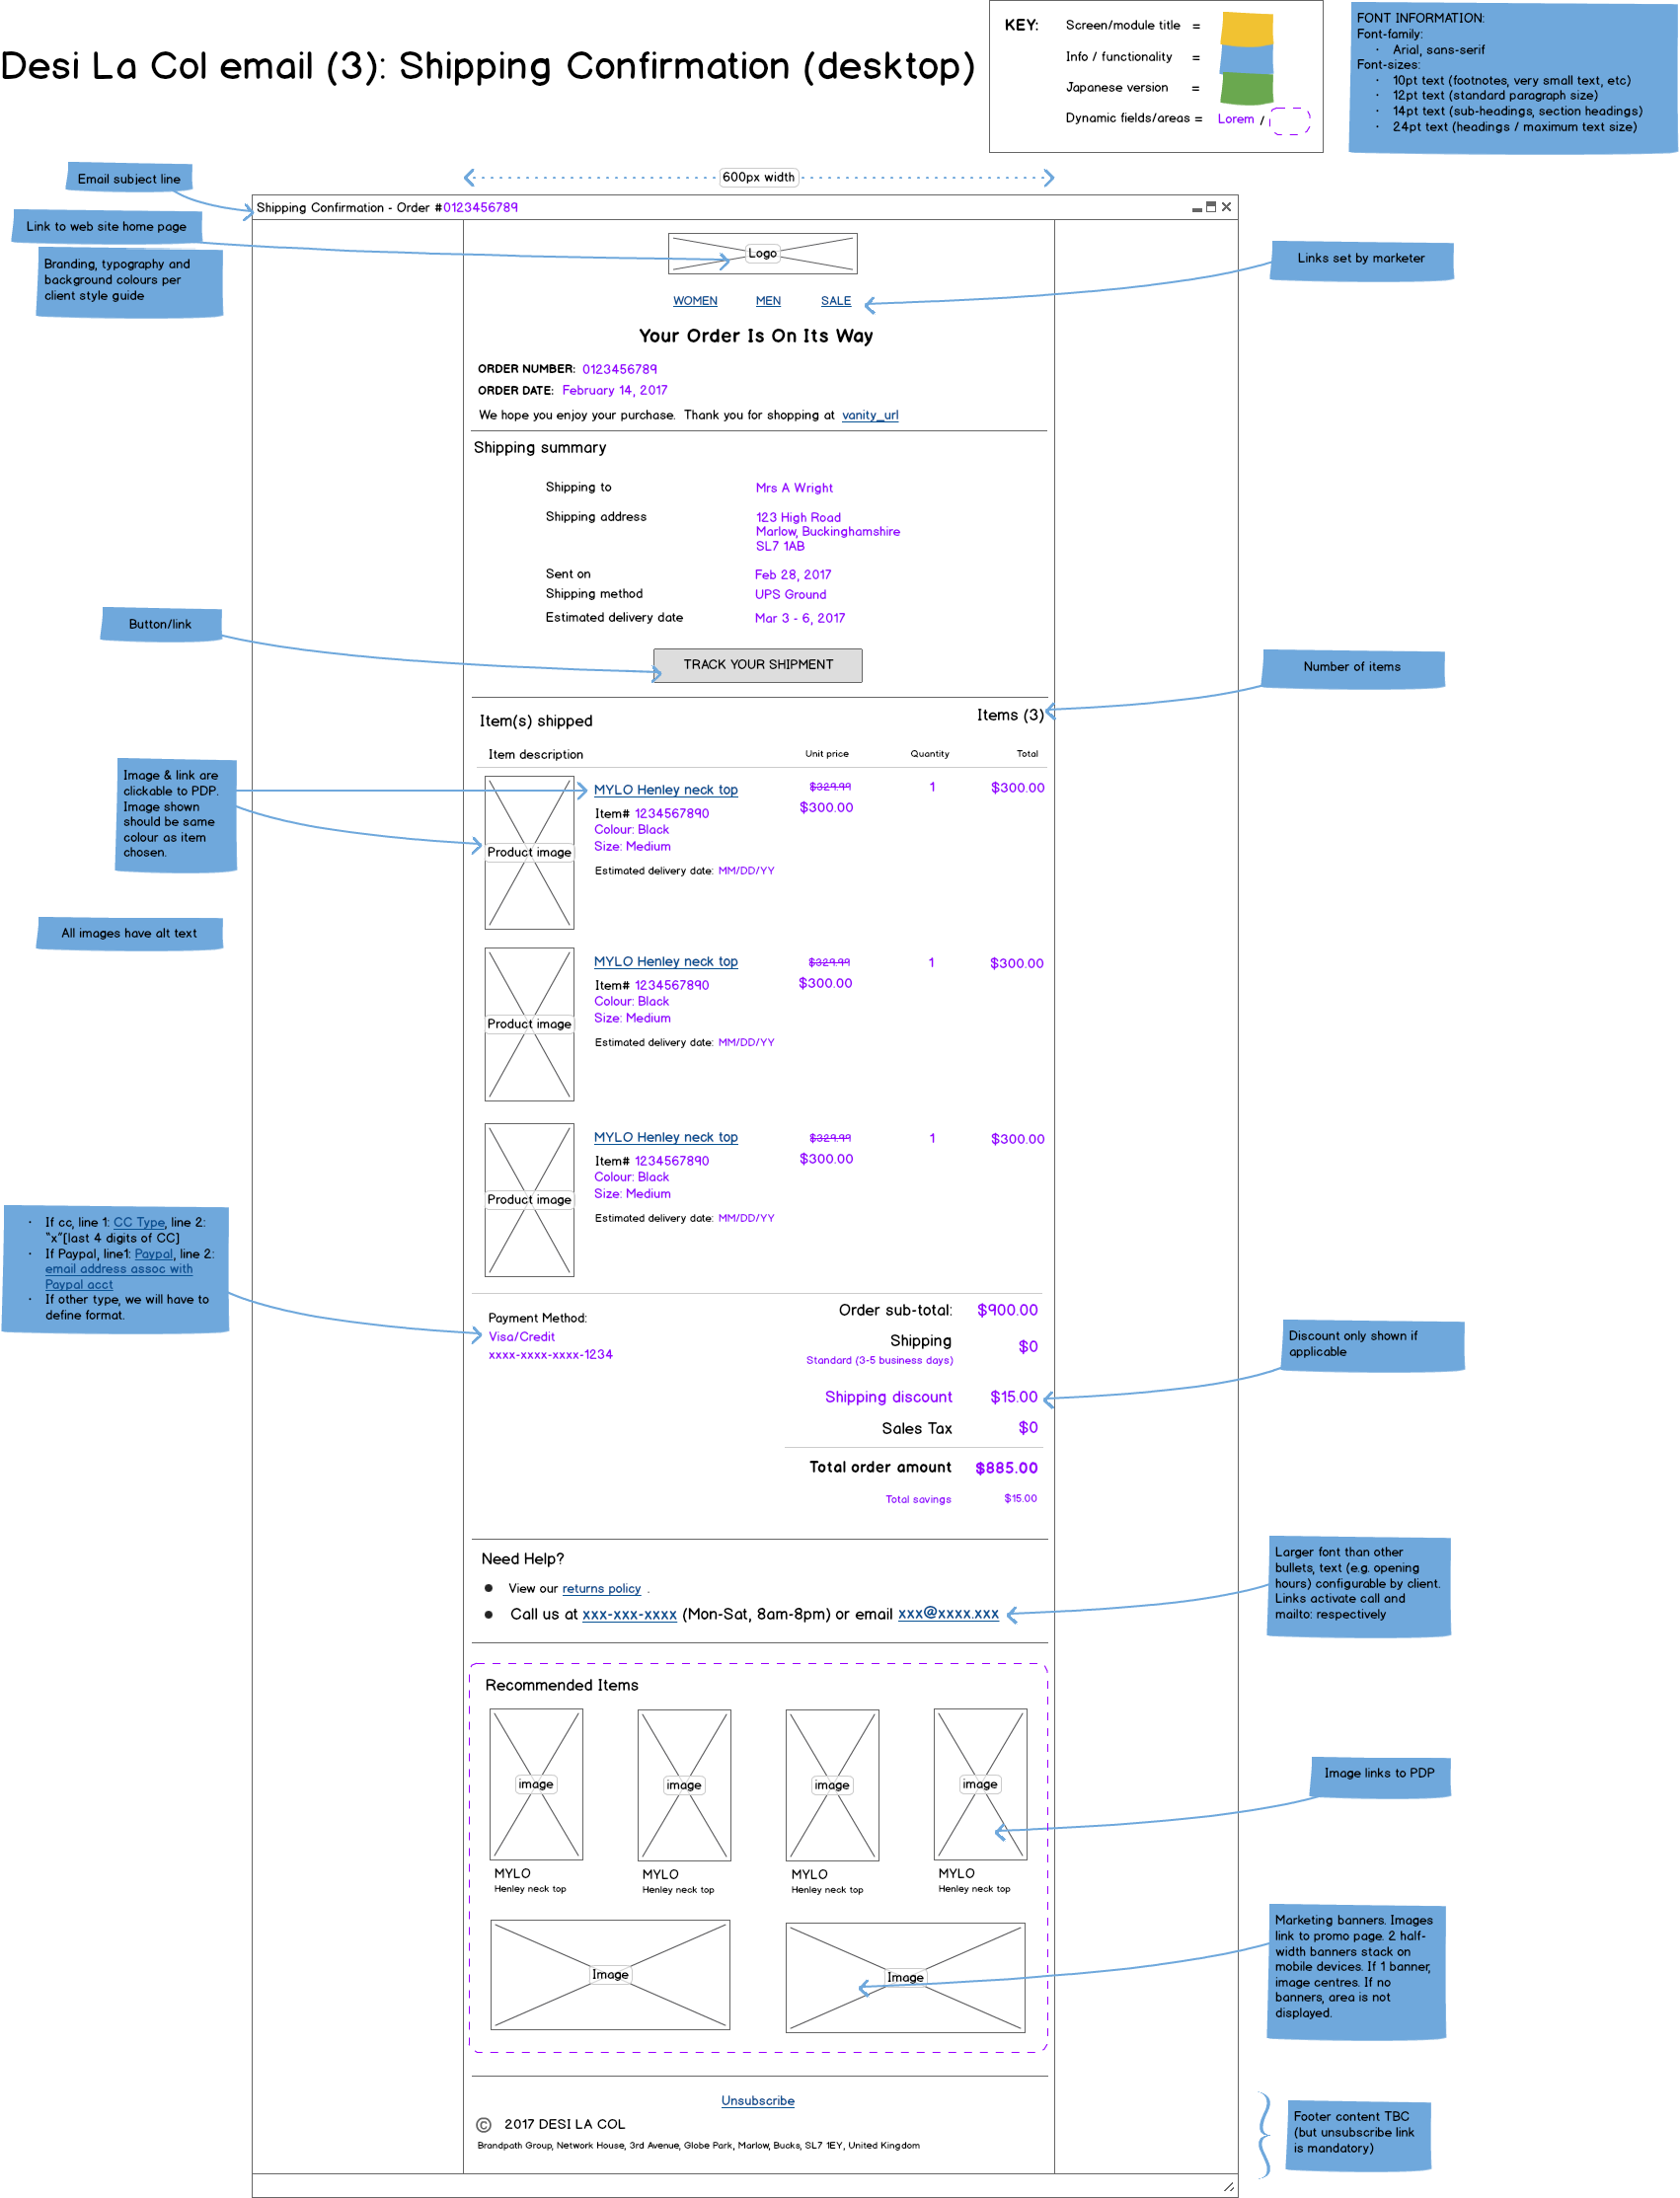 Desi La Col email (3): Shipping Confirmation (desktop)
KEY:
Screen/module title =
Info / functionality =
Japanese version =
Dynamic fields/areas = Lorem /
FONT INFORMATION:
Font-family:
· Arial, sans-serif
Font-sizes:
· 10pt text (footnotes, very small text, etc)
· 12pt text (standard paragraph size)
· 14pt text (sub-headings, section headings)
· 24pt text (headings / maximum text size)
Email subject line
600px width
Shipping Confirmation - Order #0123456789
Link to web site home page
Branding, typography and
background colours per
client style guide
Logo
Links set by marketer
WOMEN MEN SALE
Your Order Is On Its Way
ORDER NUMBER: 0123456789
ORDER DATE: February 14, 2017
We hope you enjoy your purchase. Thank you for shopping at vanity_url
Shipping summary
Shipping to Mrs A Wright
Shipping address 123 High Road
Marlow, Buckinghamshire
SL7 1AB
Sent on Feb 28, 2017
Shipping method UPS Ground
Estimated delivery date Mar 3 - 6, 2017
Button/link
TRACK YOUR SHIPMENT
Number of items
Item(s) shipped Items (3)
Item description Unit price Quantity Total
Image & link are
clickable to PDP.
Image shown
should be same
colour as item
chosen.
Product image
MYLO Henley neck top $329.99 1 $300.00
$300.00
Item# 1234567890
Colour: Black
Size: Medium
Estimated delivery date: MM/DD/YY
All images have alt text
Product image
MYLO Henley neck top $329.99 1 $300.00
$300.00
Item# 1234567890
Colour: Black
Size: Medium
Estimated delivery date: MM/DD/YY
Product image
MYLO Henley neck top $329.99 1 $300.00
$300.00
Item# 1234567890
Colour: Black
Size: Medium
Estimated delivery date: MM/DD/YY
· If cc, line 1: CC Type, line 2:
"x"[last 4 digits of CC]
· If Paypal, line1: Paypal, line 2:
email address assoc with
Paypal acct
· If other type, we will have to
define format.
Payment Method:
Visa/Credit
xxxx-xxxx-xxxx-1234
Order sub-total: $900.00
Shipping $0
Standard (3-5 business days)
Shipping discount $15.00
Sales Tax $0
Total order amount $885.00
Total savings $15.00
Discount only shown if
applicable
Need Help?
● View our returns policy .
● Call us at xxx-xxx-xxxx (Mon-Sat, 8am-8pm) or email xxx@xxxx.xxx
Larger font than other
bullets, text (e.g. opening
hours) configurable by client.
Links activate call and
mailto: respectively
Recommended Items
image image image image
MYLO MYLO MYLO MYLO
Henley neck top Henley neck top Henley neck top Henley neck top
Image links to PDP
Image Image
Marketing banners. Images
link to promo page. 2 half-
width banners stack on
mobile devices. If 1 banner,
image centres. If no
banners, area is not
displayed.
Unsubscribe
© 2017 DESI LA COL
Brandpath Group, Network House, 3rd Avenue, Globe Park, Marlow, Bucks, SL7 1EY, United Kingdom
Footer content TBC
(but unsubscribe link
is mandatory)